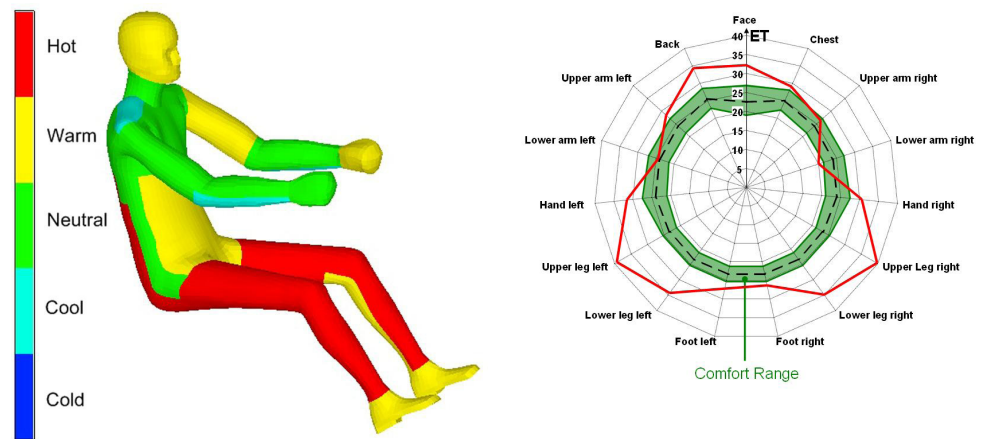 Hot
Warm
Neutral
Cool
Cold
Face
40
ET
35
30
25
20
15
10
5
Back
Chest
Upper arm left
Upper arm right
Lower arm left
Lower arm right
Hand left
Hand right
Upper leg left
Upper Leg right
Lower leg left
Lower leg right
Foot left
Foot right
Comfort Range